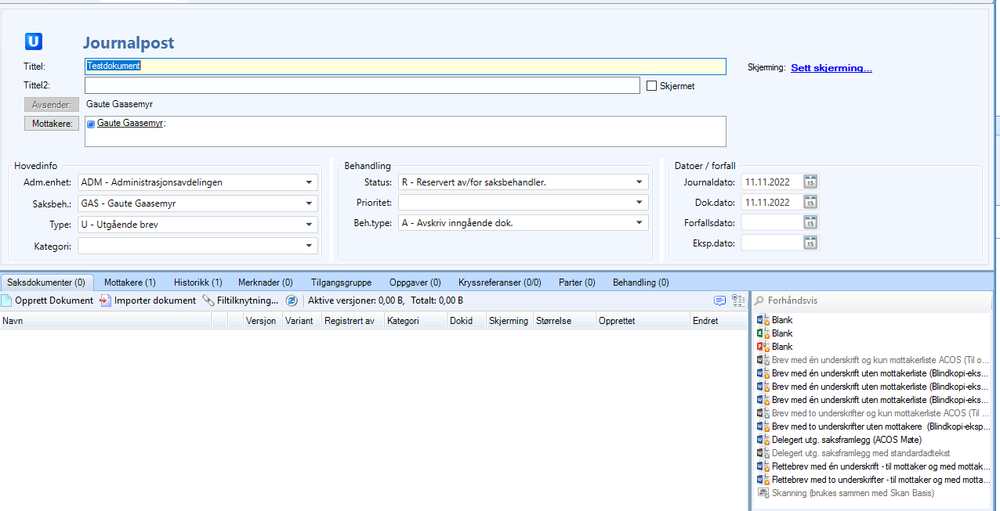 U Journalpost
Tittel: Testdokument Skjerming: Sett skjerming...
Tittel2: Skjermet
Avsender: Gaute Gaasemyr
Mottakere: Gaute Gaasemyr;
Hovedinfo
Adm.enhet: ADM - Administrasjonsavdelingen
Saksbeh.: GAS - Gaute Gaasemyr
Type: U - Utgående brev
Kategori:
Behandling
Status: R - Reservert av/for saksbehandler.
Prioritet:
Beh.type: A - Avskriv inngående dok.
Datoer / forfall
Journaldato: 11.11.2022 15
Dok.dato: 11.11.2022 15
Forfallsdato: 15
Eksp.dato: 15
Saksdokumenter (0) Mottakere (1) Historikk (1) Merknader (0) Tilgangsgruppe Oppgaver (0) Kryssreferanser (0/0) Parter (0) Behandling (0)
Opprett Dokument Importer dokument Filtilknytning... Aktive versjoner: 0,00 B, Totalt: 0,00 B
Navn Versjon Variant Registrert av Kategori Dokid Skjerming Størrelse Opprettet Endret
Forhåndsvis
Blank
Blank
Blank
Brev med én underskrift og kun mottakerliste ACOS (Til o...
Brev med én underskrift uten mottakerliste (Blindkopi-eks...
Brev med én underskrift uten mottakerliste (Blindkopi-eks...
Brev med én underskrift uten mottakerliste (Blindkopi-eks...
Brev med to underskrifter og kun mottakerliste ACOS (Til ...
Brev med to underskrifter uten mottakere (Blindkopi-eksp...
Delegert utg. saksframlegg (ACOS Møte)
Delegert utg. saksframlegg med standardadtekst
Flettebrev med én underskrift - til mottaker og med mottak...
Flettebrev med to underskrifter - til mottaker og med motta...
Skanning (brukes sammen med Skan Basis)